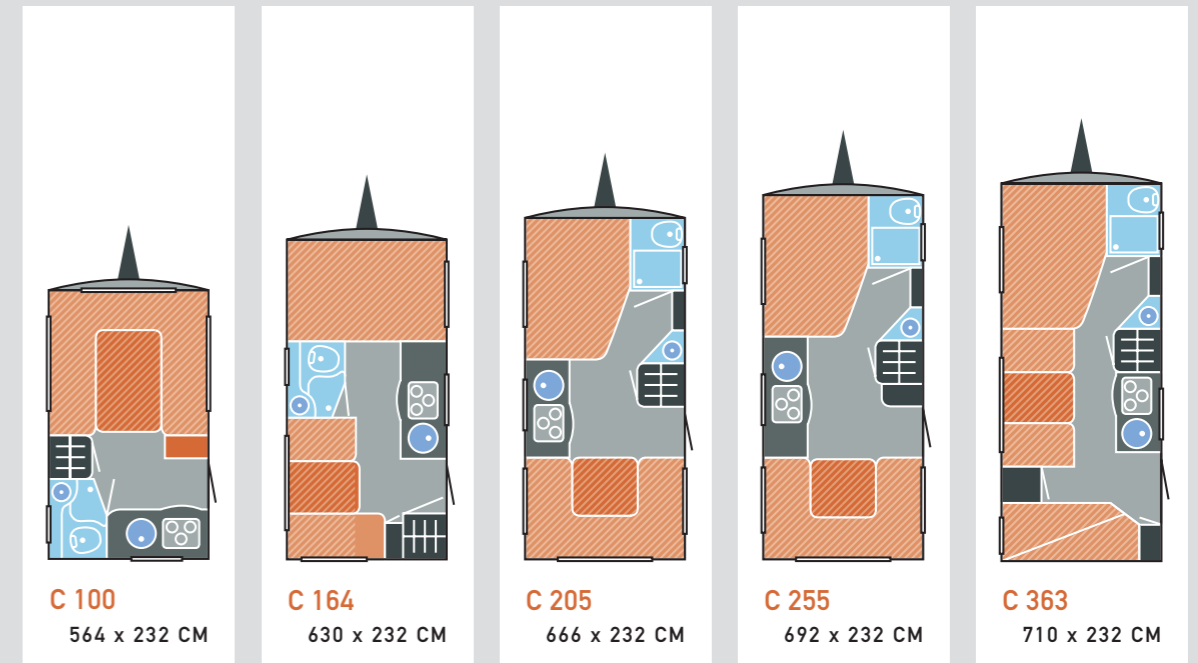 C 100
564 x 232 CM
C 164
630 x 232 CM
C 205
666 x 232 CM
C 255
692 x 232 CM
C 363
710 x 232 CM